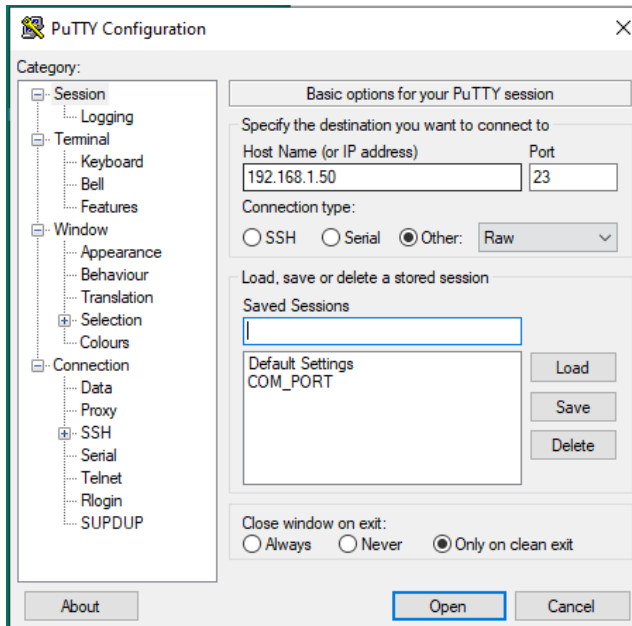 PuTTY Configuration
Category:
Session
Logging
Terminal
Keyboard
Bell
Features
Window
Appearance
Behaviour
Translation
Selection
Colours
Connection
Data
Proxy
SSH
Serial
Telnet
Rlogin
SUPDUP
Basic options for your PuTTY session
Specify the destination you want to connect to
Host Name (or IP address) Port
192.168.1.50 23
Connection type:
SSH Serial Other: Raw
Load, save or delete a stored session
Saved Sessions
Default Settings
COM_PORT
Load
Save
Delete
Close window on exit:
Always Never Only on clean exit
About Open Cancel